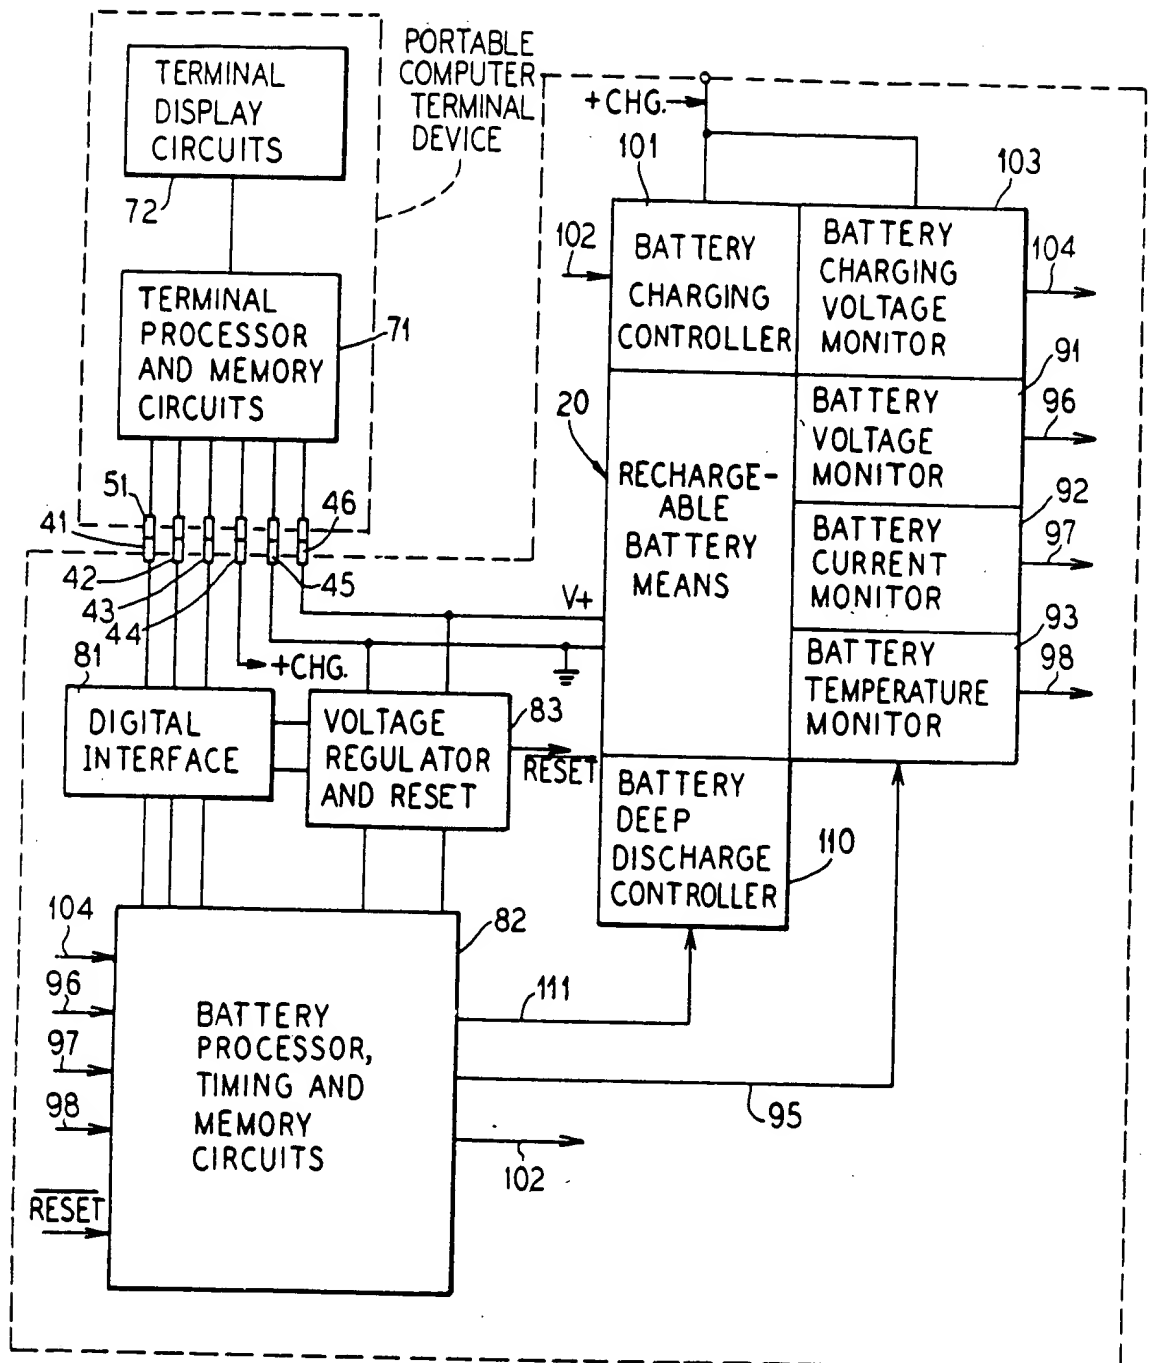 TERMINAL
DISPLAY
CIRCUITS
72
PORTABLE
COMPUTER
TERMINAL
DEVICE
TERMINAL
PROCESSOR
AND MEMORY
CIRCUITS
71
51
41
42
43
44
45
46
+CHG.
101
103
102
BATTERY
CHARGING
CONTROLLER
BATTERY
CHARGING
VOLTAGE
MONITOR
104
91
20
RECHARGE-
ABLE
BATTERY
MEANS
BATTERY
VOLTAGE
MONITOR
96
92
BATTERY
CURRENT
MONITOR
97
93
BATTERY
TEMPERATURE
MONITOR
98
V+
+CHG.
81
DIGITAL
INTERFACE
VOLTAGE
REGULATOR
AND RESET
83
RESET
BATTERY
DEEP
DISCHARGE
CONTROLLER
110
104
96
97
98
RESET
82
BATTERY
PROCESSOR,
TIMING AND
MEMORY
CIRCUITS
111
95
102